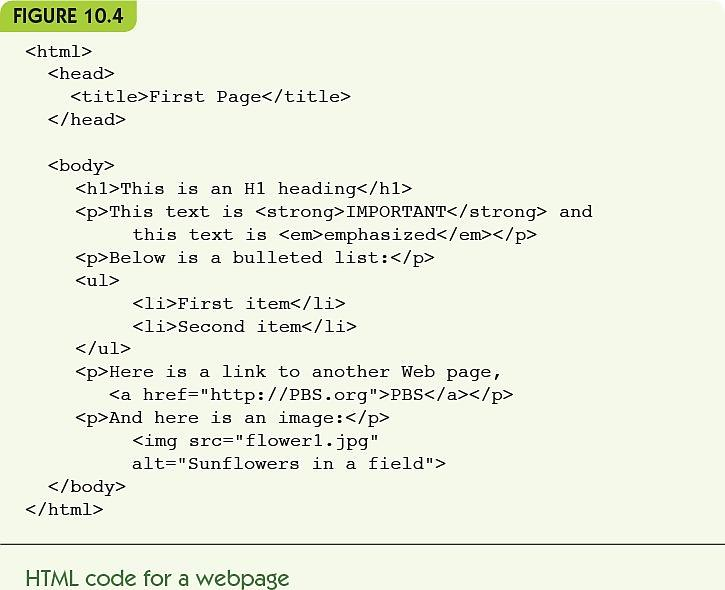 FIGURE 10.4
<html>
<head>
<title>First Page</title>
</head>
<body>
<h1>This is an H1 heading</h1>
<p>This text is <strong>IMPORTANT</strong> and
this text is <em>emphasized</em></p>
<p>Below is a bulleted list:</p>
<ul>
<li>First item</li>
<li>Second item</li>
</ul>
<p>Here is a link to another Web page,
<a href="http://PBS.org">PBS</a></p>
<p>And here is an image:</p>
<img src="flower1.jpg"
alt="Sunflowers in a field">
</body>
</html>
HTML code for a webpage